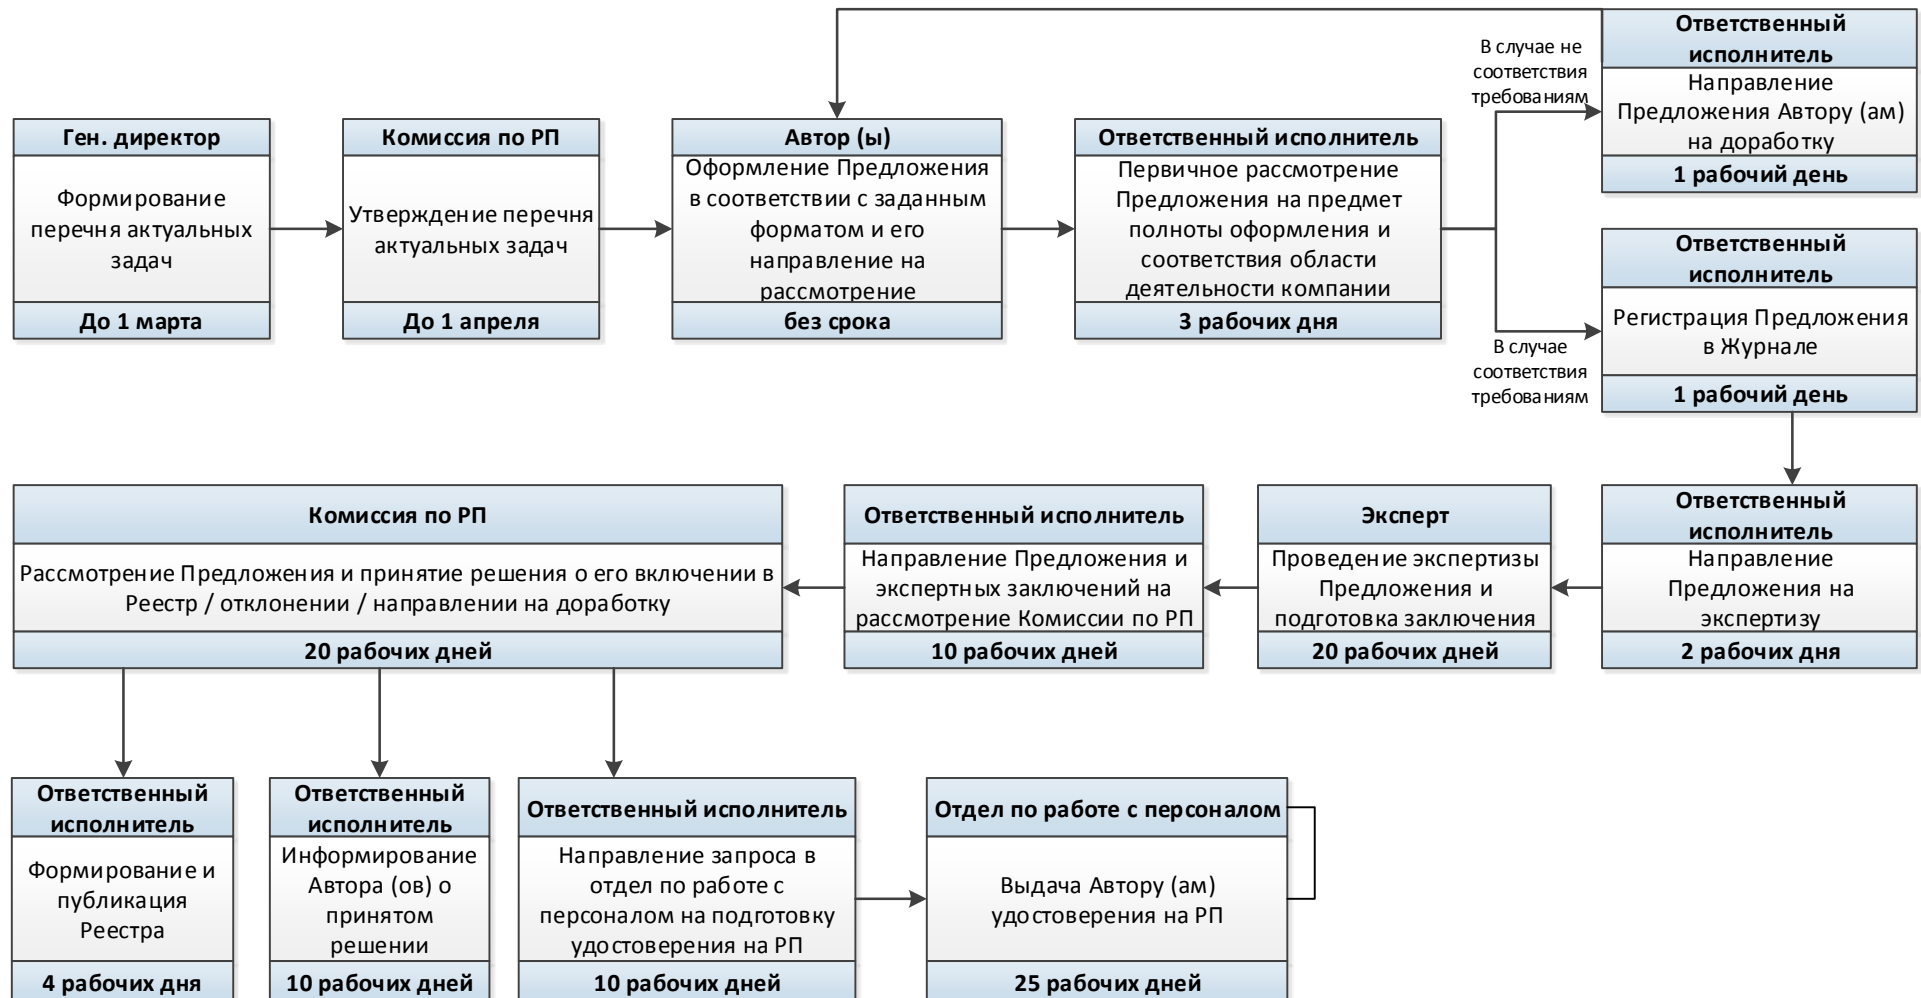 Ген. директор
Формирование
перечня актуальных
задач
До 1 марта
Комиссия по РП
Утверждение перечня
актуальных задач
До 1 апреля
Автор (ы)
Оформление Предложения
в соответствии с заданным
форматом и его
направление на
рассмотрение
без срока
Ответственный исполнитель
Первичное рассмотрение
Предложения на предмет
полноты оформления и
соответствия области
деятельности компании
3 рабочих дня
В случае не
соответствия
требованиям
Ответственный
исполнитель
Направление
Предложения Автору (ам)
на доработку
1 рабочий день
В случае
соответствия
требованиям
Ответственный
исполнитель
Регистрация Предложения
в Журнале
1 рабочий день
Ответственный
исполнитель
Направление
Предложения на
экспертизу
2 рабочих дня
Эксперт
Проведение экспертизы
Предложения и
подготовка заключения
20 рабочих дней
Ответственный исполнитель
Направление Предложения и
экспертных заключений на
рассмотрение Комиссии по РП
10 рабочих дней
Комиссия по РП
Рассмотрение Предложения и принятие решения о его включении в
Реестр / отклонении / направлении на доработку
20 рабочих дней
Ответственный
исполнитель
Формирование и
публикация
Реестра
4 рабочих дня
Ответственный
исполнитель
Информирование
Автора (ов) о
принятом
решении
10 рабочих дней
Ответственный исполнитель
Направление запроса в
отдел по работе с
персоналом на подготовку
удостоверения на РП
10 рабочих дней
Отдел по работе с персоналом
Выдача Автору (ам)
удостоверения на РП
25 рабочих дней